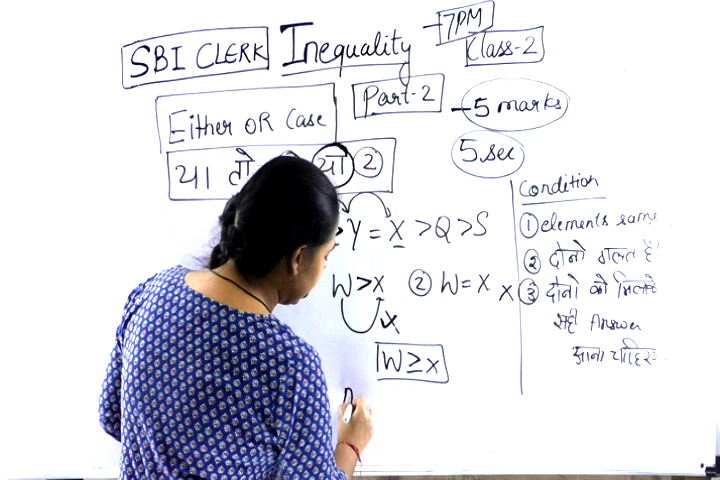 SBI CLERK Inequality - 7PM
Class-2
Part-2 - 5 marks
Either OR Case
5 sec
या तो या ②
Condition
① elements same
Y = X > Q > S
② दोनो गलत है
W > X ② W = X x
③ दोनो को मिलाके
x
सही Answer
W ≥ x
आना चाहिए